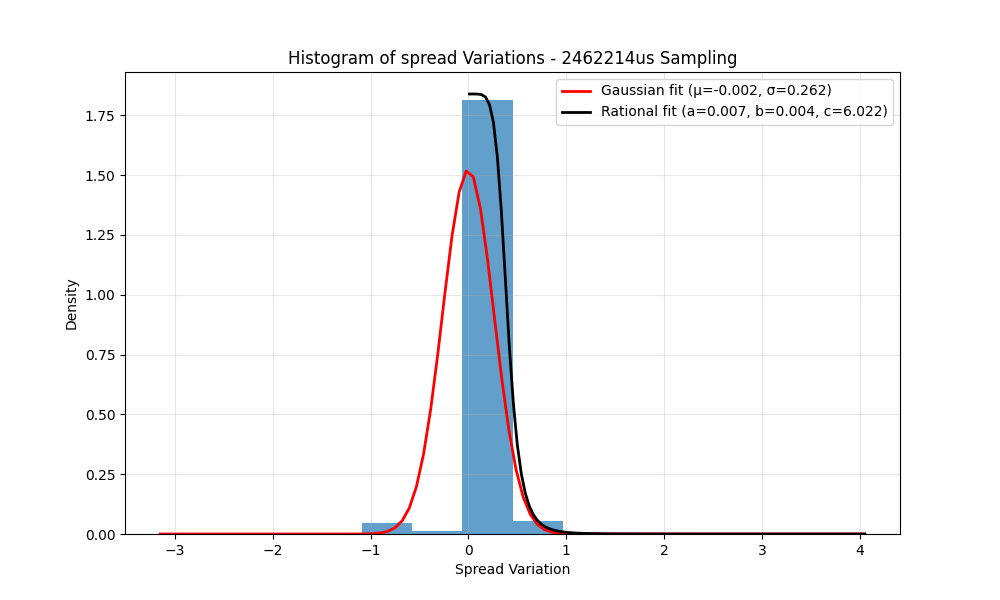 Histogram of spread Variations - 2462214us Sampling
Gaussian fit (μ=-0.002, σ=0.262)
Rational fit (a=0.007, b=0.004, c=6.022)
1.75
1.50
1.25
1.00
0.75
0.50
0.25
0.00
Density
−3 −2 −1 0 1 2 3 4
Spread Variation